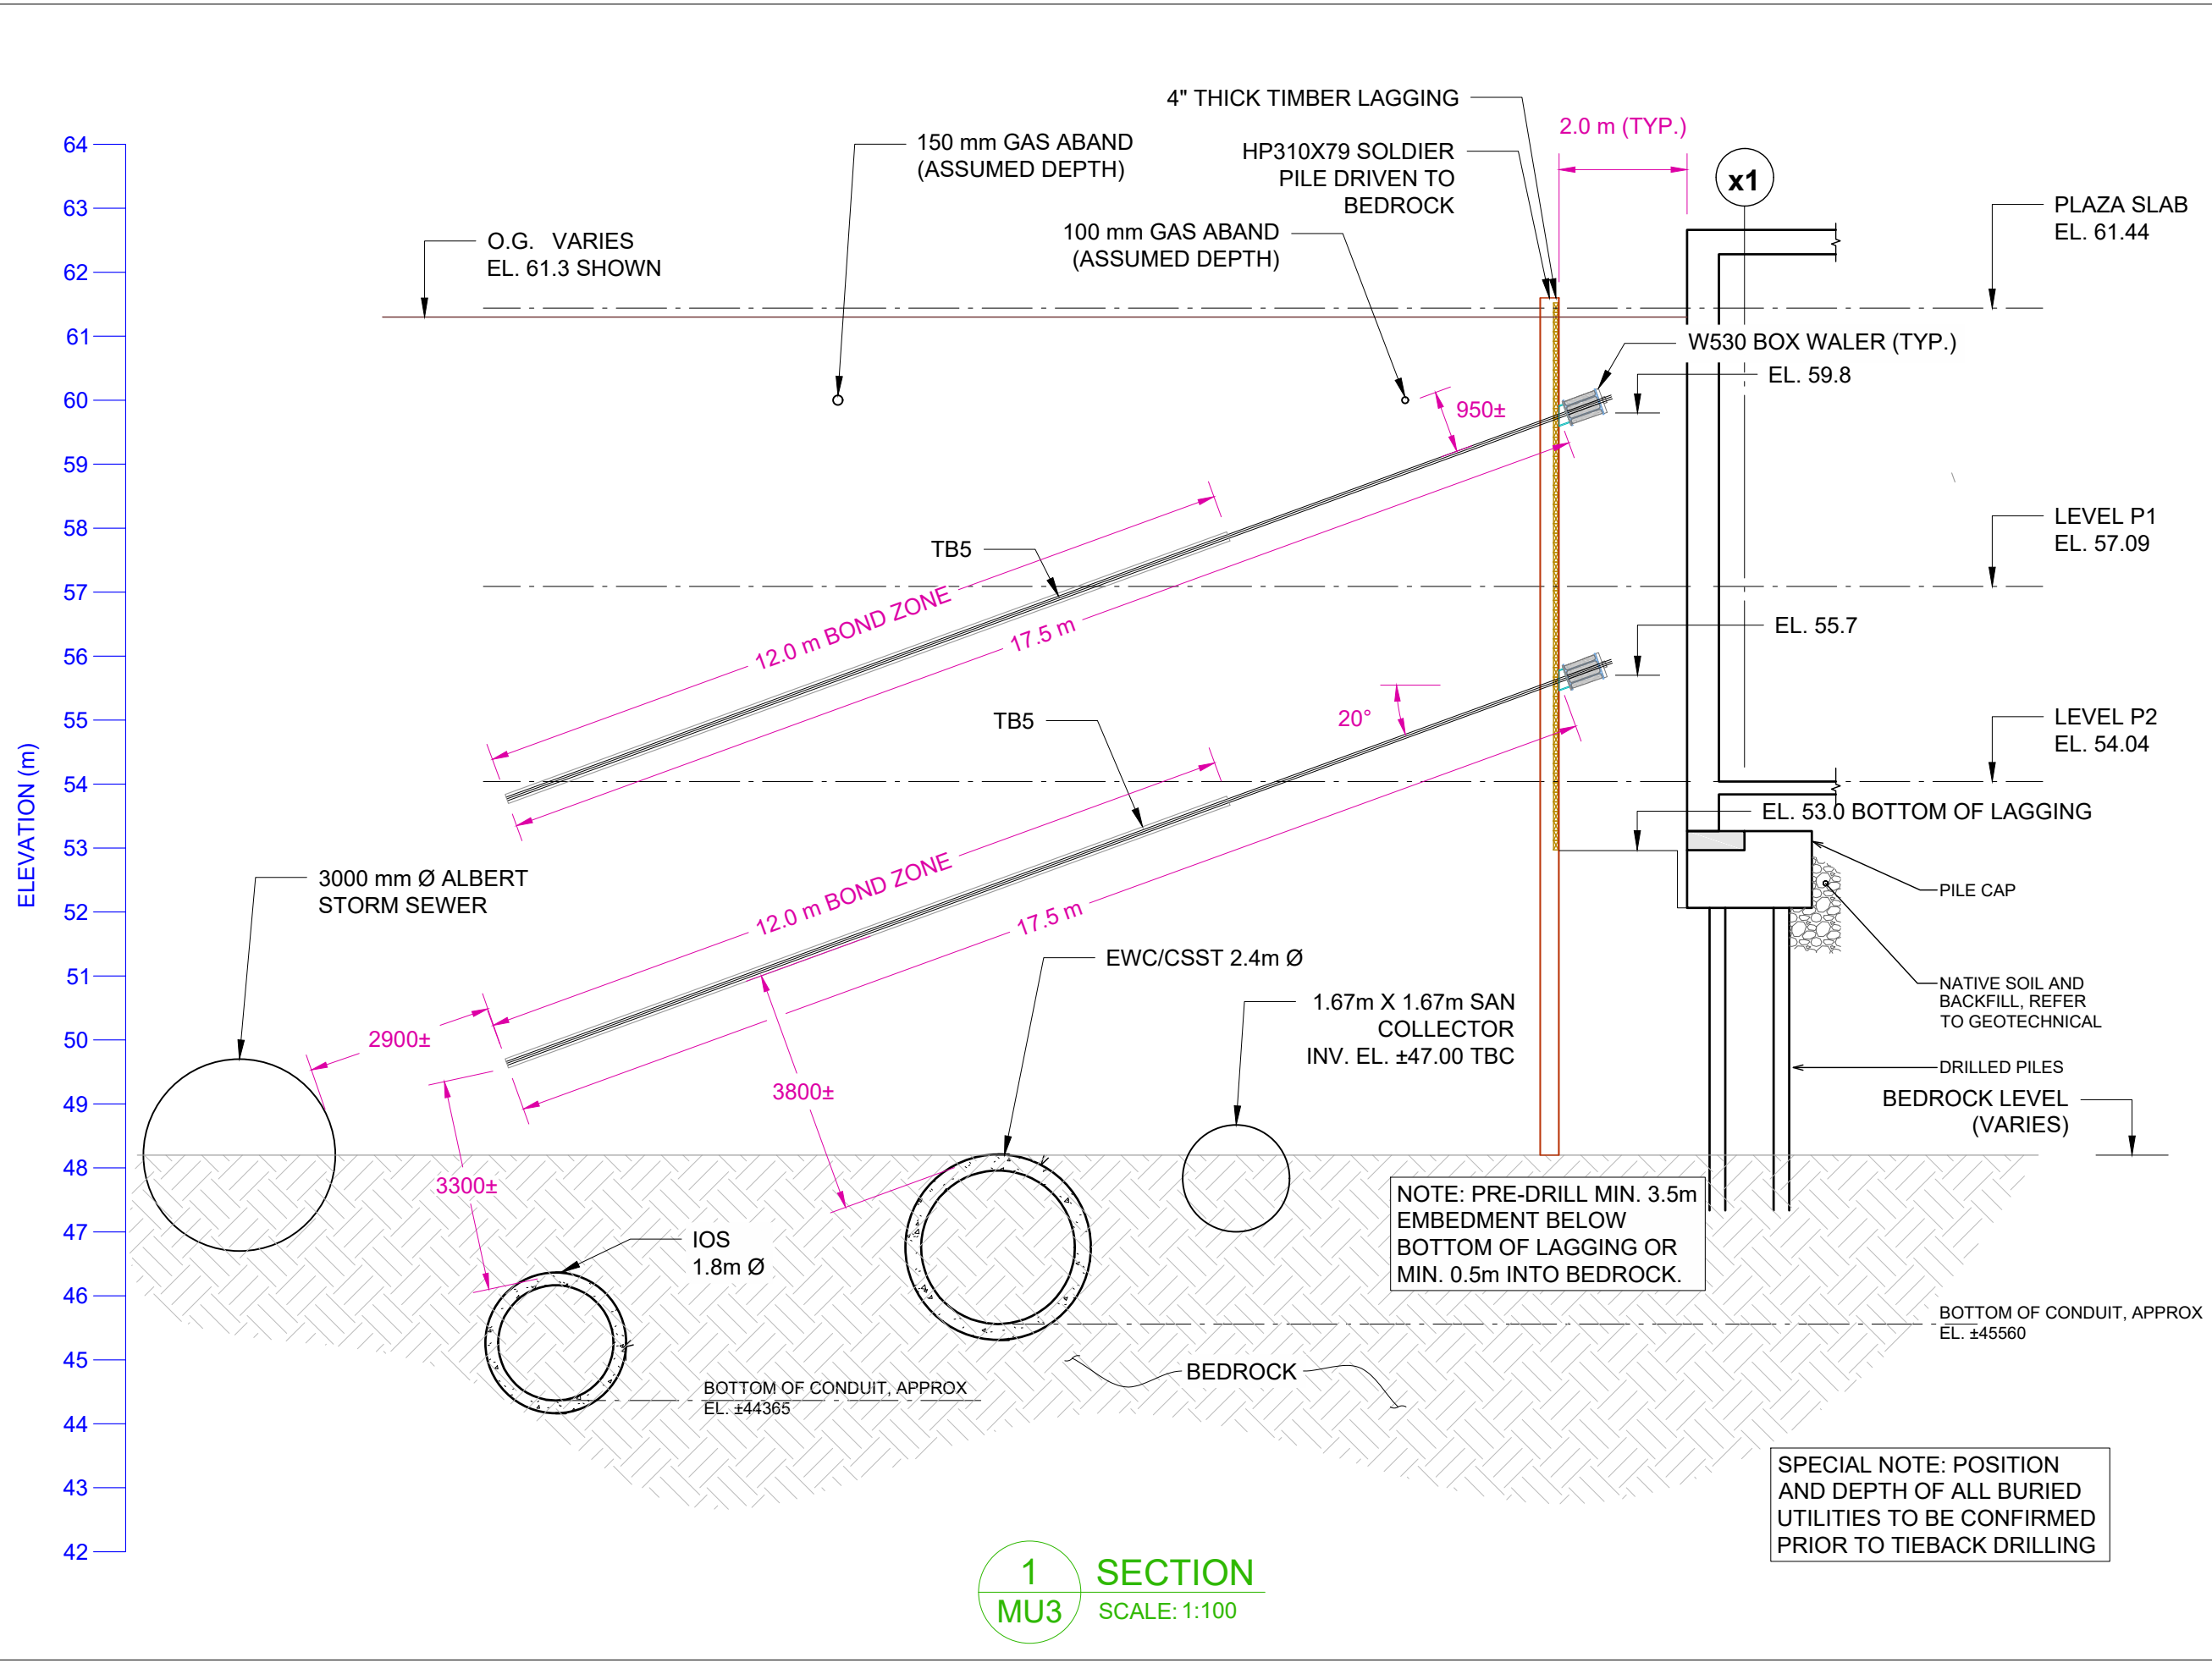 4" THICK TIMBER LAGGING
2.0 m (TYP.)
150 mm GAS ABAND
(ASSUMED DEPTH)
HP310X79 SOLDIER
PILE DRIVEN TO
BEDROCK
x1
PLAZA SLAB
EL. 61.44
O.G. VARIES
EL. 61.3 SHOWN
100 mm GAS ABAND
(ASSUMED DEPTH)
W530 BOX WALER (TYP.)
EL. 59.8
950±
LEVEL P1
EL. 57.09
TB5
12.0 m BOND ZONE
17.5 m
EL. 55.7
TB5
20°
LEVEL P2
EL. 54.04
EL. 53.0 BOTTOM OF LAGGING
3000 mm Ø ALBERT
STORM SEWER
12.0 m BOND ZONE
17.5 m
PILE CAP
EWC/CSST 2.4m Ø
1.67m X 1.67m SAN
COLLECTOR
INV. EL. ±47.00 TBC
NATIVE SOIL AND
BACKFILL, REFER
TO GEOTECHNICAL
2900±
3800±
DRILLED PILES
BEDROCK LEVEL
(VARIES)
3300±
IOS
1.8m Ø
NOTE: PRE-DRILL MIN. 3.5m
EMBEDMENT BELOW
BOTTOM OF LAGGING OR
MIN. 0.5m INTO BEDROCK.
BOTTOM OF CONDUIT, APPROX
EL. ±45560
BEDROCK
BOTTOM OF CONDUIT, APPROX
EL. ±44365
SPECIAL NOTE: POSITION
AND DEPTH OF ALL BURIED
UTILITIES TO BE CONFIRMED
PRIOR TO TIEBACK DRILLING
ELEVATION (m)
64
63
62
61
60
59
58
57
56
55
54
53
52
51
50
49
48
47
46
45
44
43
42
1
MU3
SECTION
SCALE: 1:100